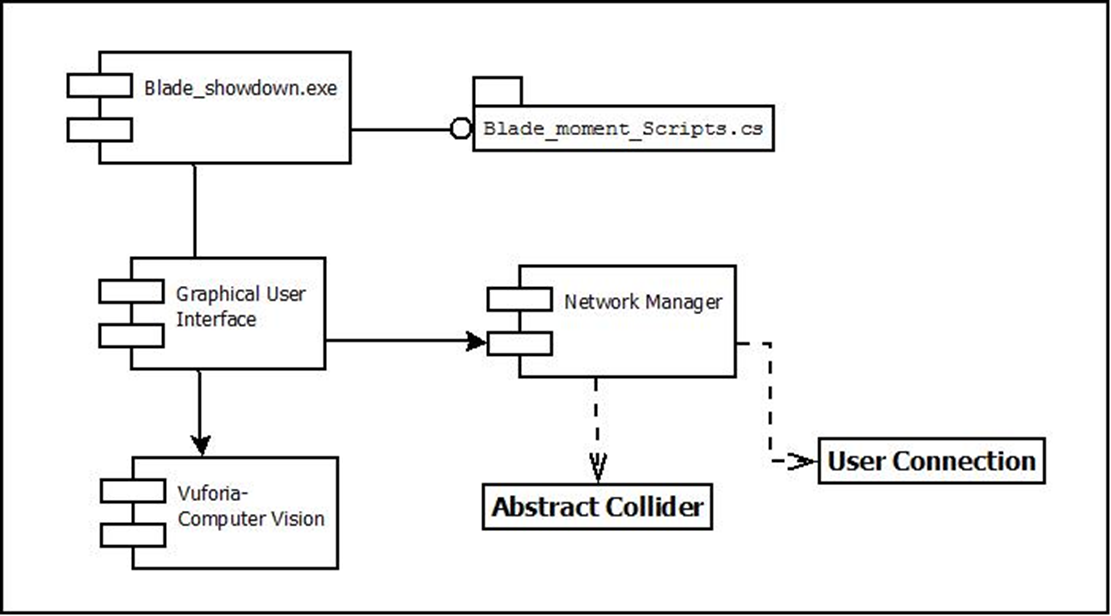 Blade_showdown.exe
Blade_moment_Scripts.cs
Graphical User
Interface
Network Manager
User Connection
Vuforia-
Computer Vision
Abstract Collider